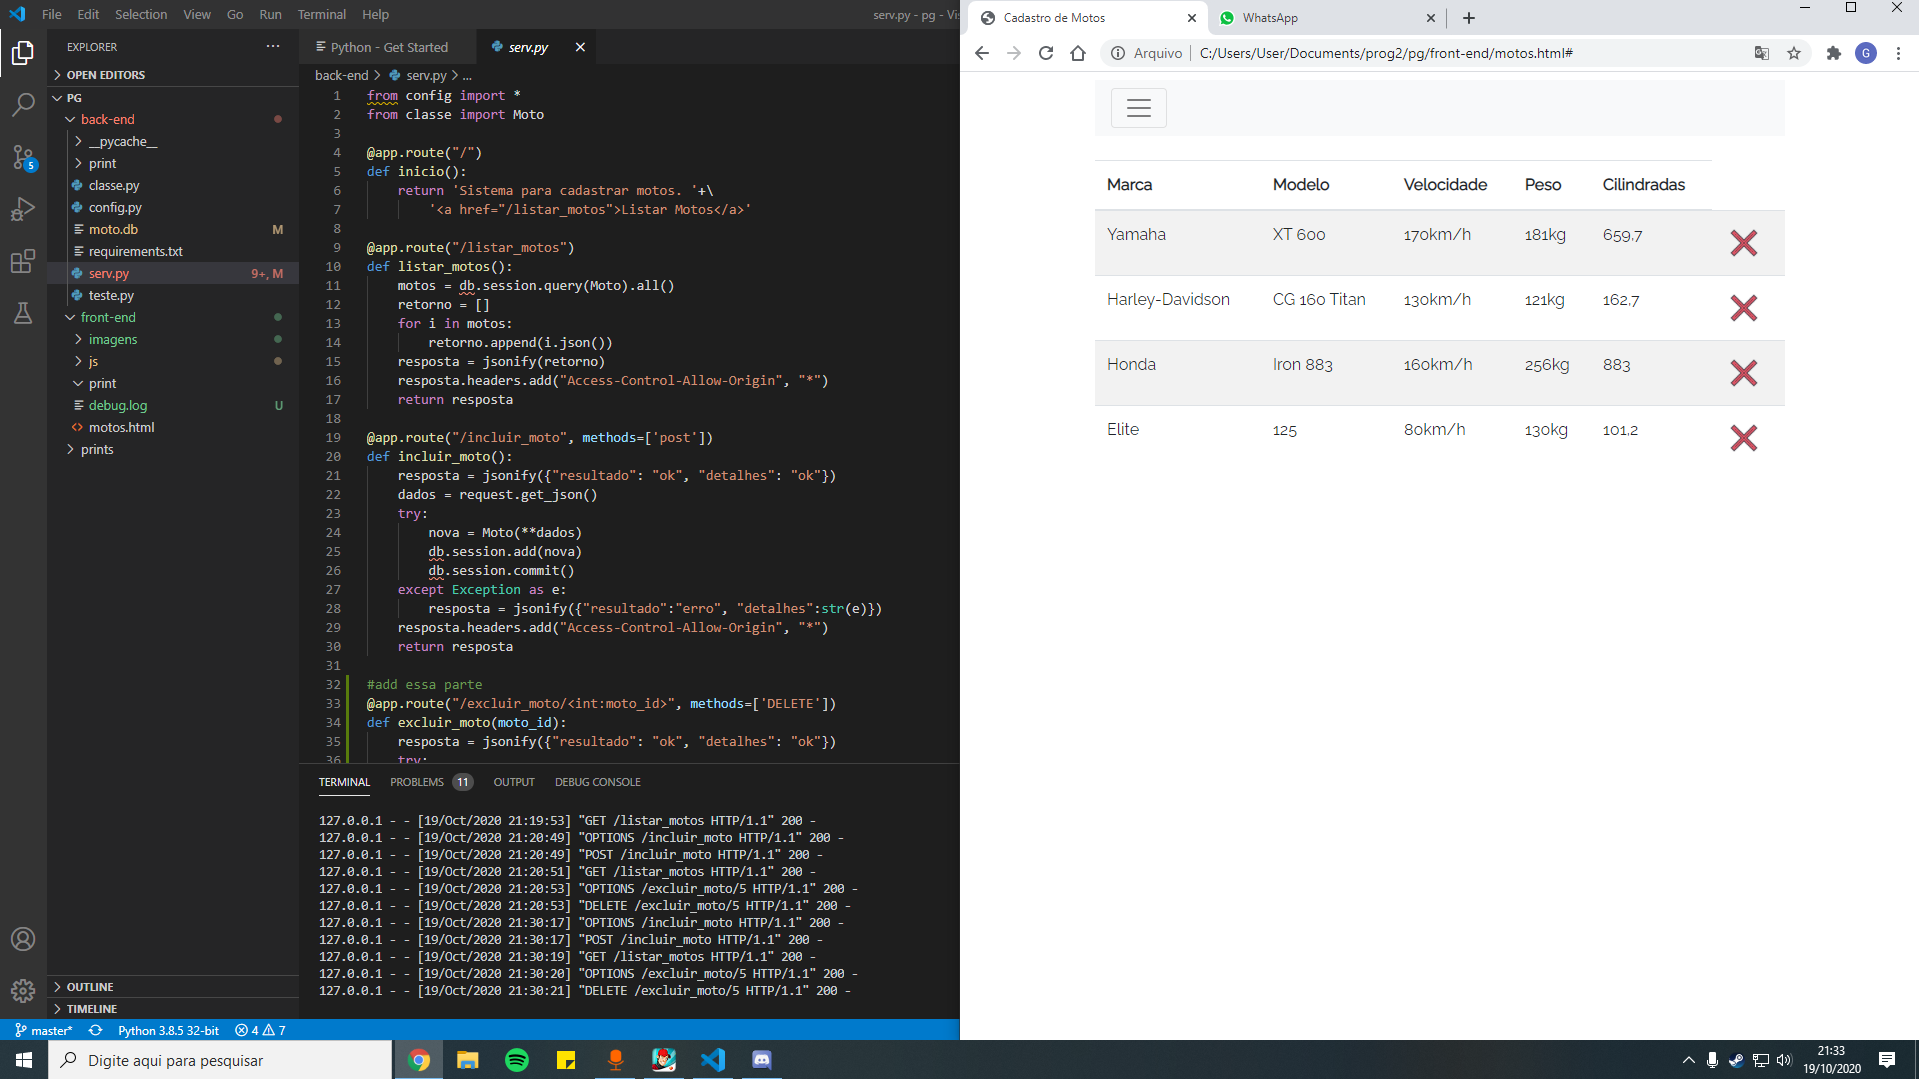 File Edit Selection View Go Run Terminal Help
serv.py - pg - Vis
EXPLORER
OPEN EDITORS
PG
back-end
__pycache__
print
classe.py
config.py
moto.db M
requirements.txt
serv.py 9+, M
teste.py
front-end
imagens
js
print
debug.log U
motos.html
prints
OUTLINE
TIMELINE
5
Python - Get Started
serv.py
back-end > serv.py > ...
1 from config import *
2 from classe import Moto
3
4 @app.route("/")
5 def inicio():
6 return 'Sistema para cadastrar motos. '+\
7 '<a href="/listar_motos">Listar Motos</a>'
8
9 @app.route("/listar_motos")
10 def listar_motos():
11 motos = db.session.query(Moto).all()
12 retorno = []
13 for i in motos:
14 retorno.append(i.json())
15 resposta = jsonify(retorno)
16 resposta.headers.add("Access-Control-Allow-Origin", "*")
17 return resposta
18
19 @app.route("/incluir_moto", methods=['post'])
20 def incluir_moto():
21 resposta = jsonify({"resultado": "ok", "detalhes": "ok"})
22 dados = request.get_json()
23 try:
24 nova = Moto(**dados)
25 db.session.add(nova)
26 db.session.commit()
27 except Exception as e:
28 resposta = jsonify({"resultado":"erro", "detalhes":str(e)})
29 resposta.headers.add("Access-Control-Allow-Origin", "*")
30 return resposta
31
32 #add essa parte
33 @app.route("/excluir_moto/<int:moto_id>", methods=['DELETE'])
34 def excluir_moto(moto_id):
35 resposta = jsonify({"resultado": "ok", "detalhes": "ok"})
36 try:
TERMINAL PROBLEMS 11 OUTPUT DEBUG CONSOLE
127.0.0.1 - - [19/Oct/2020 21:19:53] "GET /listar_motos HTTP/1.1" 200 -
127.0.0.1 - - [19/Oct/2020 21:20:49] "OPTIONS /incluir_moto HTTP/1.1" 200 -
127.0.0.1 - - [19/Oct/2020 21:20:49] "POST /incluir_moto HTTP/1.1" 200 -
127.0.0.1 - - [19/Oct/2020 21:20:51] "GET /listar_motos HTTP/1.1" 200 -
127.0.0.1 - - [19/Oct/2020 21:20:53] "OPTIONS /excluir_moto/5 HTTP/1.1" 200 -
127.0.0.1 - - [19/Oct/2020 21:20:53] "DELETE /excluir_moto/5 HTTP/1.1" 200 -
127.0.0.1 - - [19/Oct/2020 21:30:17] "OPTIONS /incluir_moto HTTP/1.1" 200 -
127.0.0.1 - - [19/Oct/2020 21:30:17] "POST /incluir_moto HTTP/1.1" 200 -
127.0.0.1 - - [19/Oct/2020 21:30:19] "GET /listar_motos HTTP/1.1" 200 -
127.0.0.1 - - [19/Oct/2020 21:30:20] "OPTIONS /excluir_moto/5 HTTP/1.1" 200 -
127.0.0.1 - - [19/Oct/2020 21:30:21] "DELETE /excluir_moto/5 HTTP/1.1" 200 -
master* Python 3.8.5 32-bit 4 7
Cadastro de Motos
WhatsApp
Arquivo C:/Users/User/Documents/prog2/pg/front-end/motos.html#
G
Marca Modelo Velocidade Peso Cilindradas
Yamaha XT 600 170km/h 181kg 659,7
Harley-Davidson CG 160 Titan 130km/h 121kg 162,7
Honda Iron 883 160km/h 256kg 883
Elite 125 80km/h 130kg 101,2
Digite aqui para pesquisar
21:33
19/10/2020